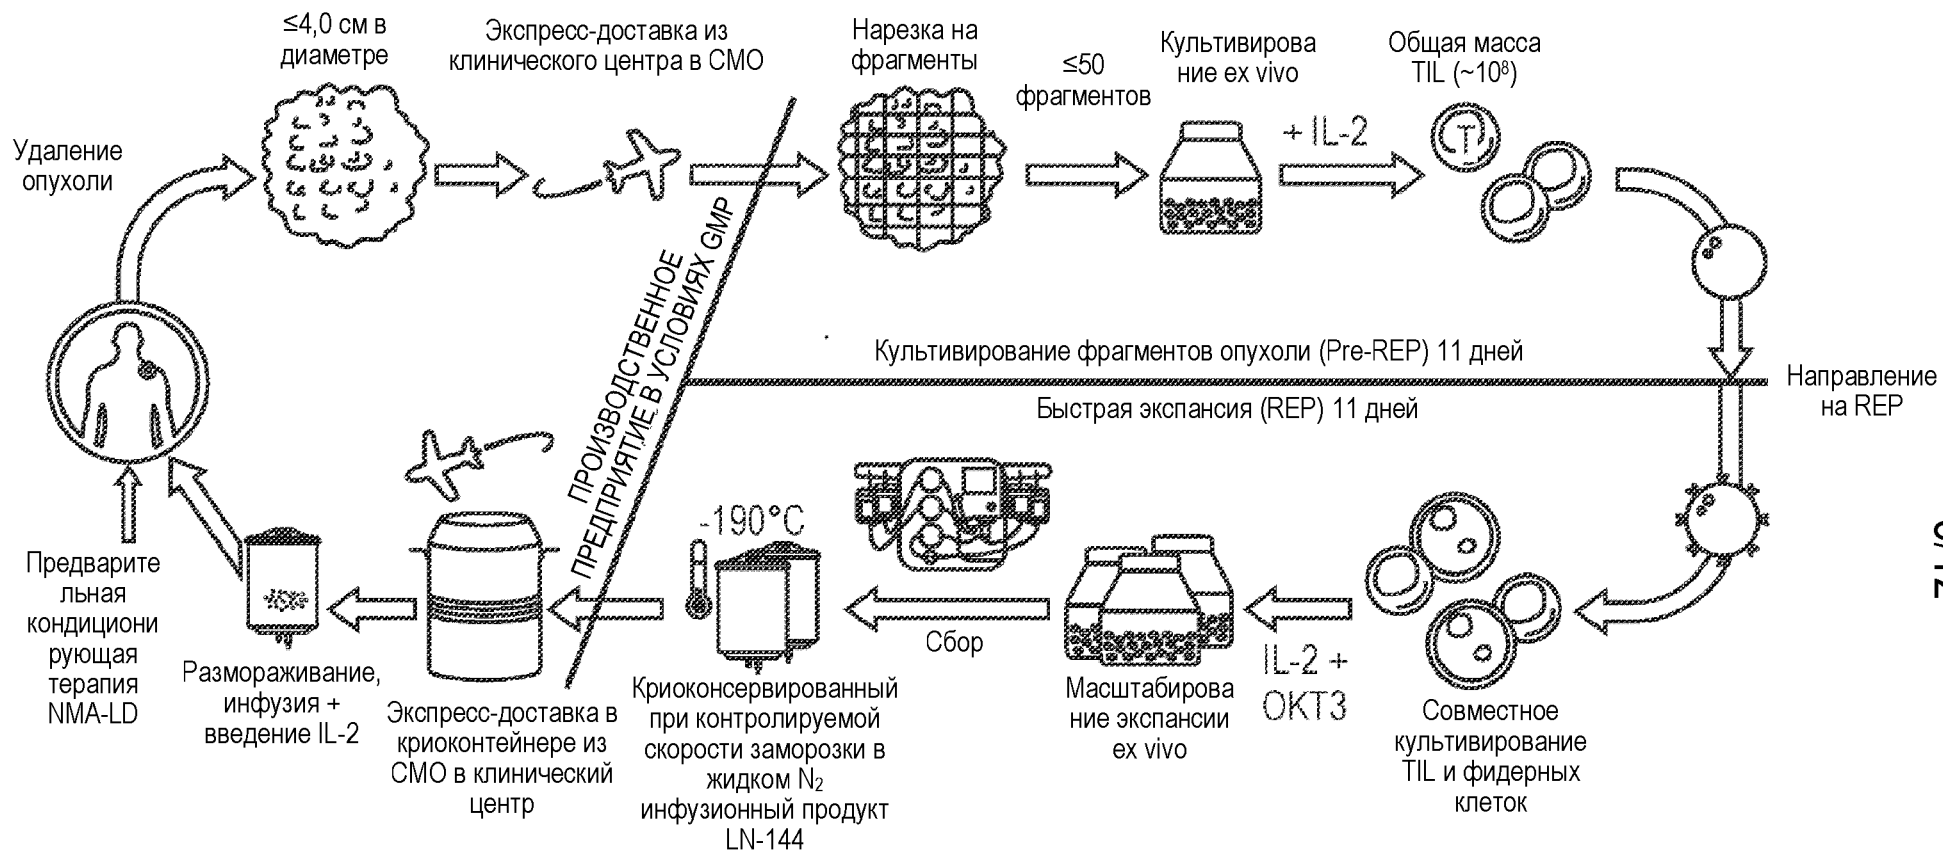 ≤4,0 см в
диаметре
Экспресс-доставка из
клинического центра в СМО
Нарезка на
фрагменты
≤50
фрагментов
Культивирова
ние ex vivo
+ IL-2
Общая масса
TIL (~10⁸)
T
Удаление
опухоли
ПРОИЗВОДСТВЕННОЕ
ПРЕДПРИЯТИЕ В УСЛОВИЯХ GMP
Культивирование фрагментов опухоли (Pre-REP) 11 дней
Быстрая экспансия (REP) 11 дней
Направление
на REP
Совместное
культивирование
TIL и фидерных
клеток
IL-2 +
OKT3
Масштабирова
ние экспансии
ex vivo
Сбор
-190°C
Криоконсервированный
при контролируемой
скорости заморозки в
жидком N₂
инфузионный продукт
LN-144
Экспресс-доставка в
криоконтейнере из
СМО в клинический
центр
Размораживание,
инфузия +
введение IL-2
Предварите
льная
кондициони
рующая
терапия
NMA-LD